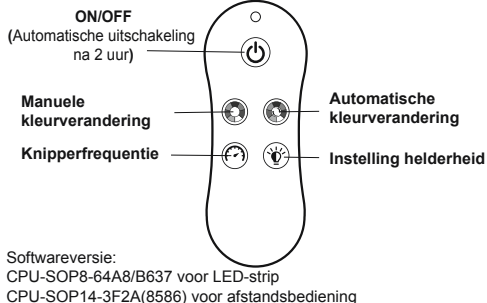 ON/OFF
(Automatische uitschakeling
na 2 uur)
Manuele
kleurverandering
Automatische
kleurverandering
Knipperfrequentie
Instelling helderheid
Softwareversie:
CPU-SOP8-64A8/B637 voor LED-strip
CPU-SOP14-3F2A(8586) voor afstandsbediening